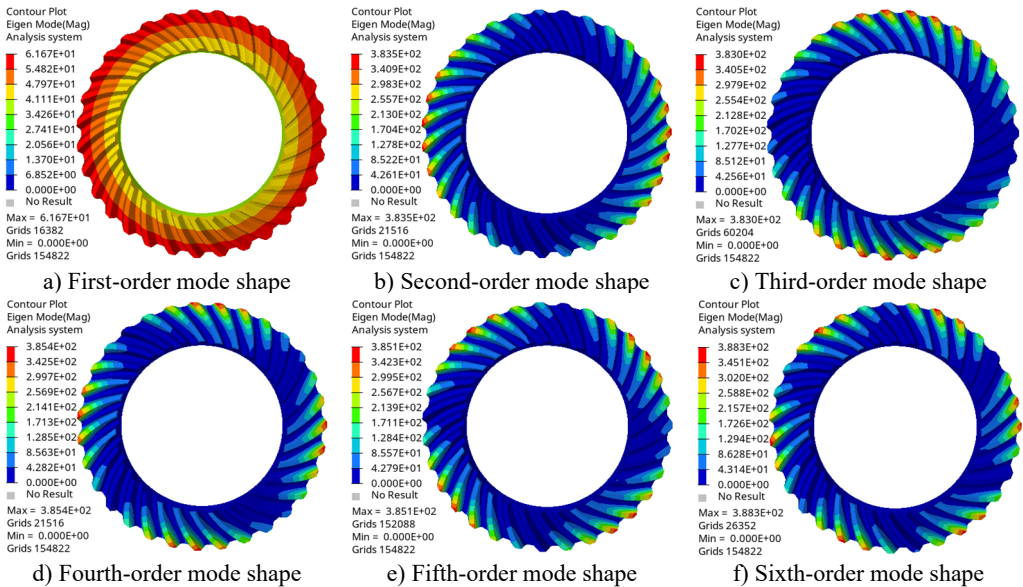 Contour Plot
Eigen Mode(Mag)
Analysis system
6.167E+01
5.482E+01
4.797E+01
4.111E+01
3.426E+01
2.741E+01
2.056E+01
1.370E+01
6.852E+00
0.000E+00
No Result
Max = 6.167E+01
Grids 16382
Min = 0.000E+00
Grids 154822
a) First-order mode shape
Contour Plot
Eigen Mode(Mag)
Analysis system
3.835E+02
3.409E+02
2.983E+02
2.557E+02
2.130E+02
1.704E+02
1.278E+02
8.522E+01
4.261E+01
0.000E+00
No Result
Max = 3.835E+02
Grids 21516
Min = 0.000E+00
Grids 154822
b) Second-order mode shape
Contour Plot
Eigen Mode(Mag)
Analysis system
3.830E+02
3.405E+02
2.979E+02
2.554E+02
2.128E+02
1.702E+02
1.277E+02
8.512E+01
4.256E+01
0.000E+00
No Result
Max = 3.830E+02
Grids 60204
Min = 0.000E+00
Grids 154822
c) Third-order mode shape
Contour Plot
Eigen Mode(Mag)
Analysis system
3.854E+02
3.425E+02
2.997E+02
2.569E+02
2.141E+02
1.713E+02
1.285E+02
8.563E+01
4.282E+01
0.000E+00
No Result
Max = 3.854E+02
Grids 21516
Min = 0.000E+00
Grids 154822
d) Fourth-order mode shape
Contour Plot
Eigen Mode(Mag)
Analysis system
3.851E+02
3.423E+02
2.995E+02
2.567E+02
2.139E+02
1.711E+02
1.284E+02
8.557E+01
4.279E+01
0.000E+00
No Result
Max = 3.851E+02
Grids 152088
Min = 0.000E+00
Grids 154822
e) Fifth-order mode shape
Contour Plot
Eigen Mode(Mag)
Analysis system
3.883E+02
3.451E+02
3.020E+02
2.588E+02
2.157E+02
1.726E+02
1.294E+02
8.628E+01
4.314E+01
0.000E+00
No Result
Max = 3.883E+02
Grids 26352
Min = 0.000E+00
Grids 154822
f) Sixth-order mode shape